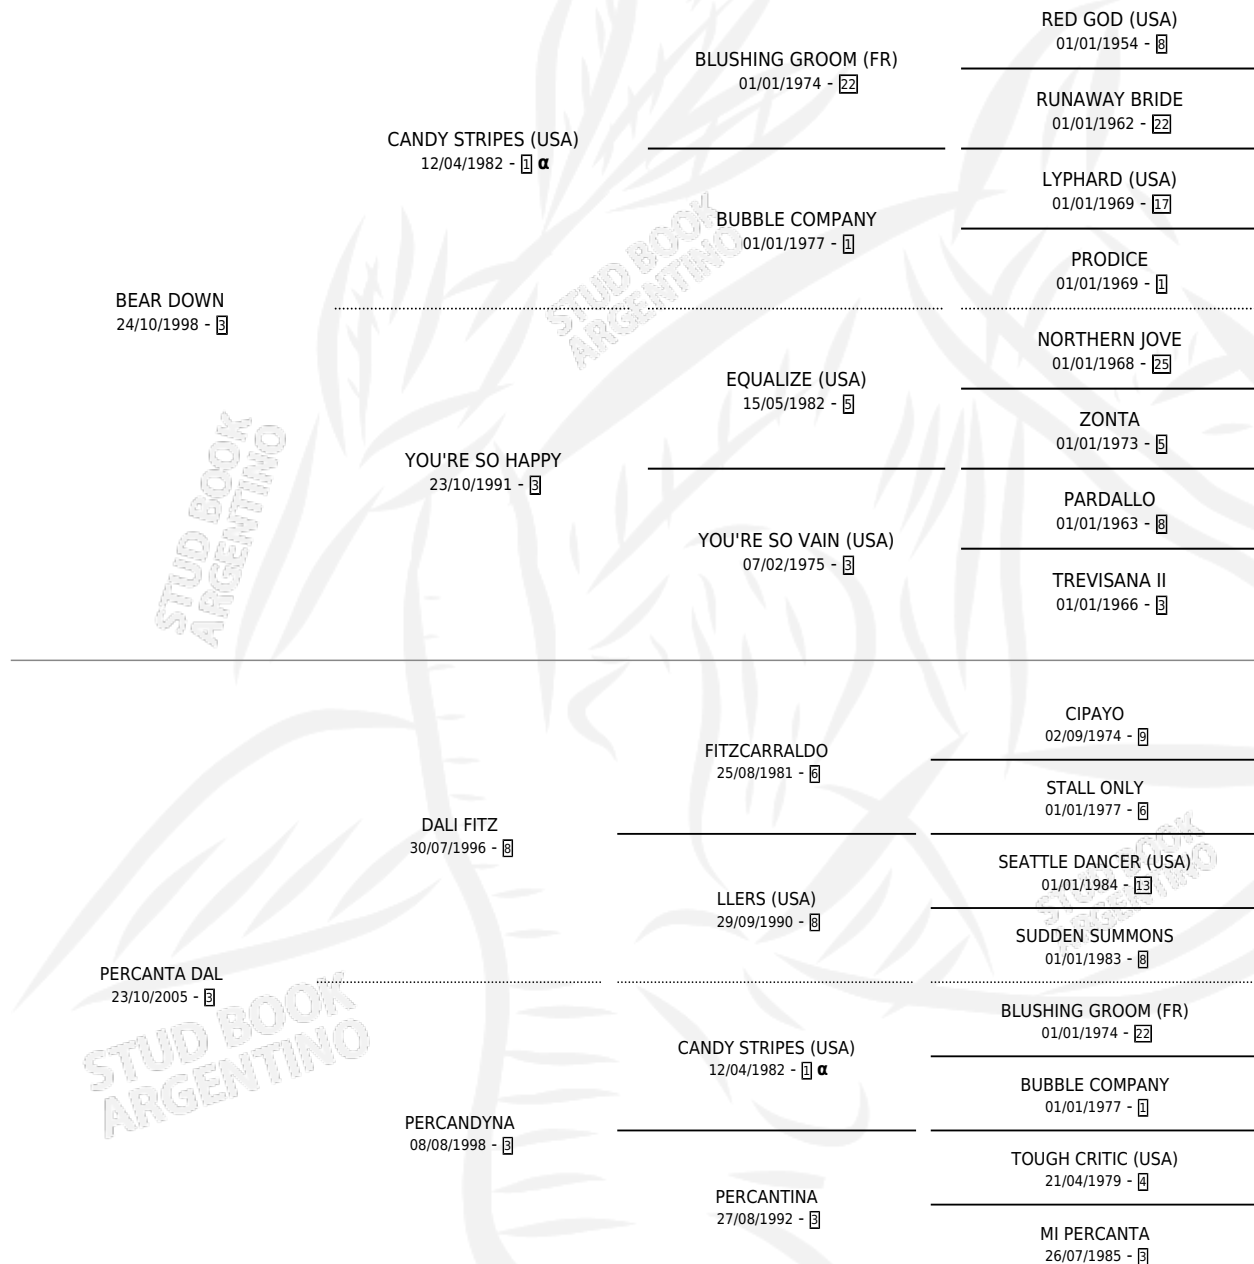 RED GOD (USA)
01/01/1954 - 8
BLUSHING GROOM (FR)
01/01/1974 - 22
RUNAWAY BRIDE
01/01/1962 - 22
CANDY STRIPES (USA)
12/04/1982 - 1 α
LYPHARD (USA)
01/01/1969 - 17
BUBBLE COMPANY
01/01/1977 - 1
PRODICE
01/01/1969 - 1
BEAR DOWN
24/10/1998 - 3
NORTHERN JOVE
01/01/1968 - 25
EQUALIZE (USA)
15/05/1982 - 5
ZONTA
01/01/1973 - 5
YOU'RE SO HAPPY
23/10/1991 - 3
PARDALLO
01/01/1963 - 8
YOU'RE SO VAIN (USA)
07/02/1975 - 3
TREVISANA II
01/01/1966 - 3
STUD BOOK
ARGENTINO
STUD BOOK
ARGENTINO
CIPAYO
02/09/1974 - 9
FITZCARRALDO
25/08/1981 - 6
STALL ONLY
01/01/1977 - 6
DALI FITZ
30/07/1996 - 8
SEATTLE DANCER (USA)
01/01/1984 - 13
LLERS (USA)
29/09/1990 - 8
SUDDEN SUMMONS
01/01/1983 - 8
STUD BOOK
ARGENTINO
PERCANTA DAL
23/10/2005 - 3
STUD BOOK
ARGENTINO
BLUSHING GROOM (FR)
01/01/1974 - 22
CANDY STRIPES (USA)
12/04/1982 - 1 α
BUBBLE COMPANY
01/01/1977 - 1
PERCANDYNA
08/08/1998 - 3
TOUGH CRITIC (USA)
21/04/1979 - 4
PERCANTINA
27/08/1992 - 3
MI PERCANTA
26/07/1985 - 3